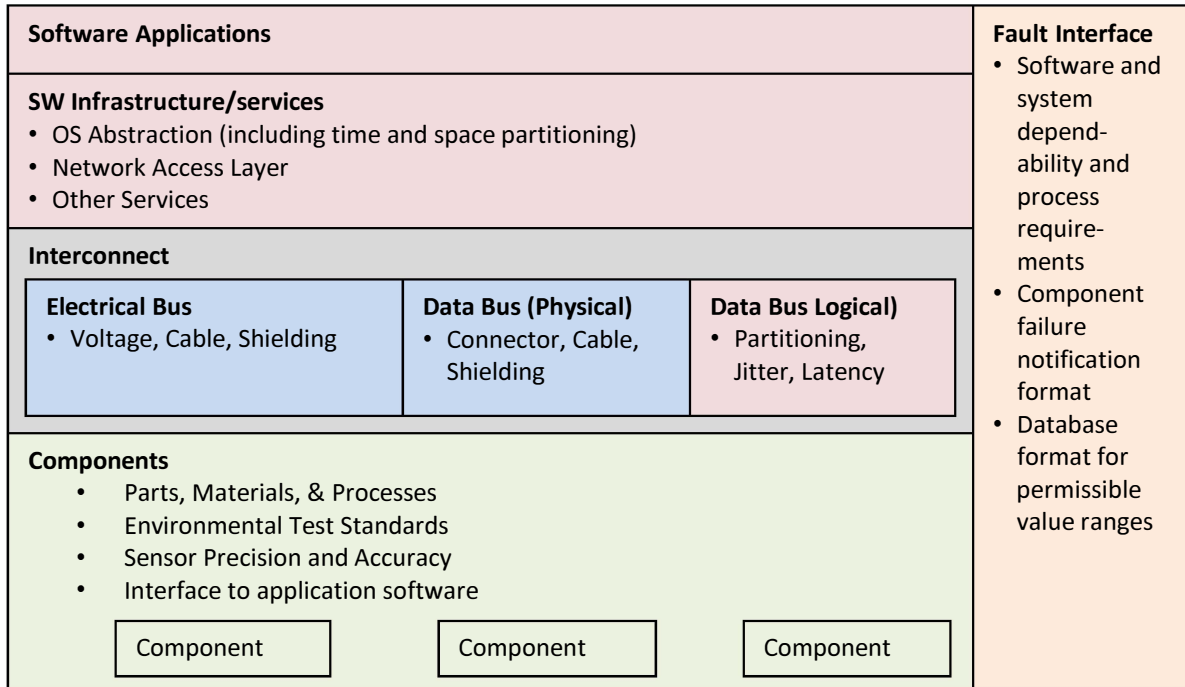 Software Applications
SW Infrastructure/services
• OS Abstraction (including time and space partitioning)
• Network Access Layer
• Other Services
Interconnect
Electrical Bus
• Voltage, Cable, Shielding
Data Bus (Physical)
• Connector, Cable,
Shielding
Data Bus Logical)
• Partitioning,
Jitter, Latency
Components
• Parts, Materials, & Processes
• Environmental Test Standards
• Sensor Precision and Accuracy
• Interface to application software
Component
Component
Component
Fault Interface
• Software and
system
depend-
ability and
process
require-
ments
• Component
failure
notification
format
• Database
format for
permissible
value ranges